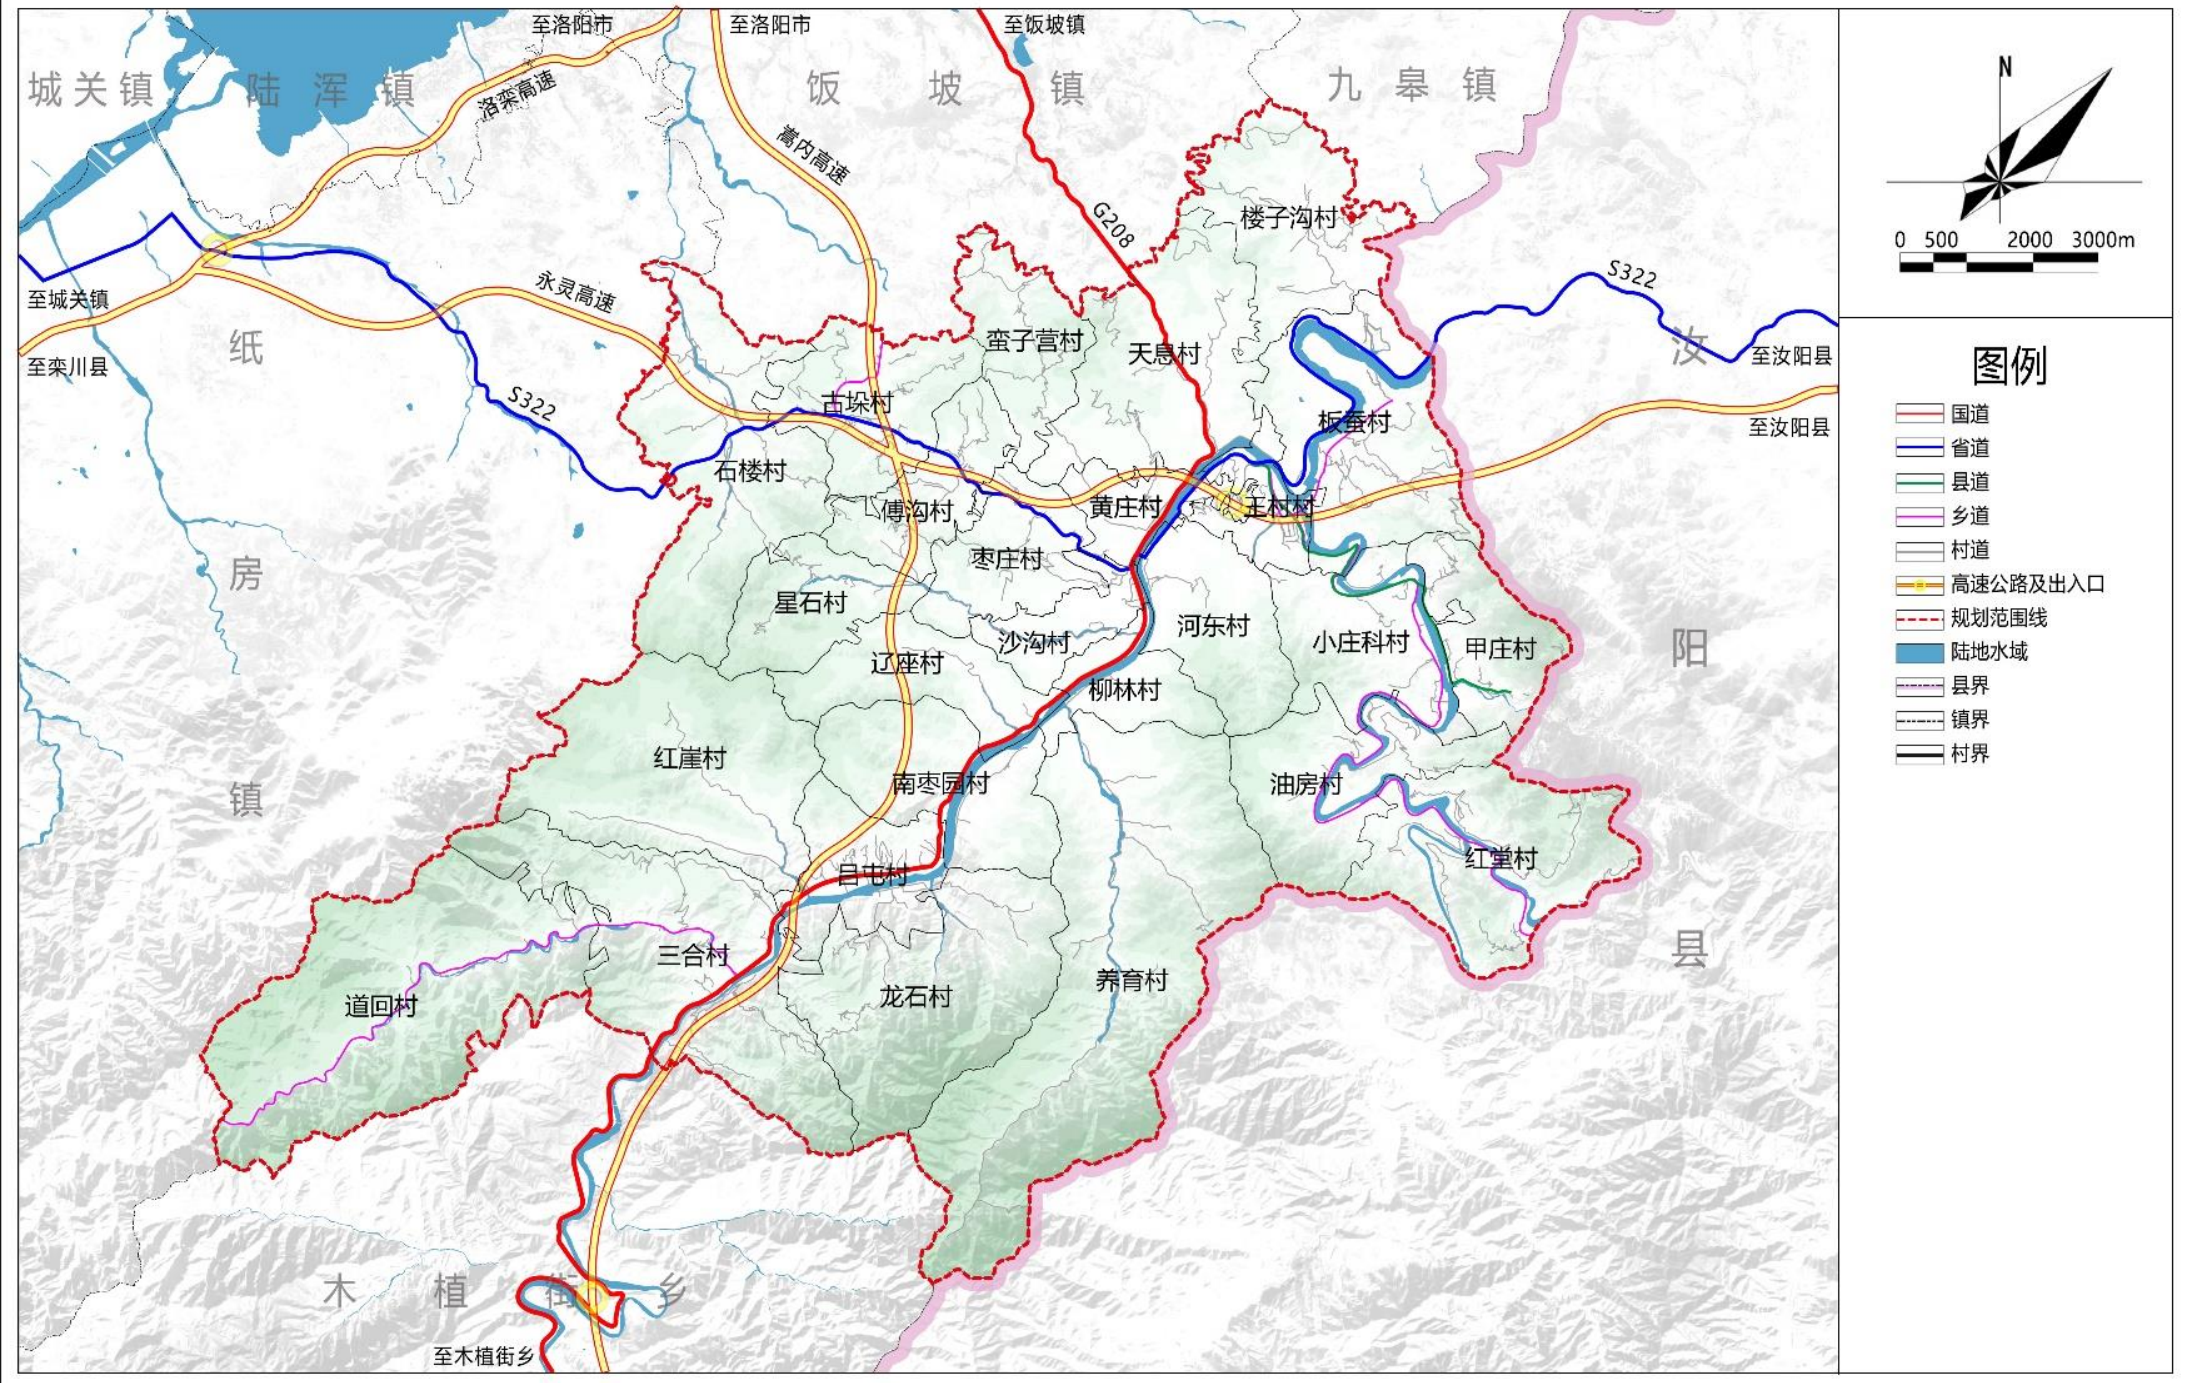 至洛阳市
至洛阳市
至饭坡镇
城关镇
陆浑镇
饭坡镇
九皋镇
洛栾高速
嵩内高速
G208
楼子沟村
至城关镇
永灵高速
S322
至栾川县
纸房镇
蛮子营村
天息村
汝阳县
至汝阳县
至汝阳县
S322
古垛村
板蚕村
石楼村
傅沟村
黄庄村
王村村
枣庄村
星石村
沙沟村
河东村
小庄科村
甲庄村
辽座村
柳林村
红崖村
南枣园村
油房村
吕屯村
红堂村
三合村
道回村
龙石村
养育村
木植街乡
至木植街乡
N
0 500 2000 3000m
图例
国道
省道
县道
乡道
村道
高速公路及出入口
规划范围线
陆地水域
县界
镇界
村界